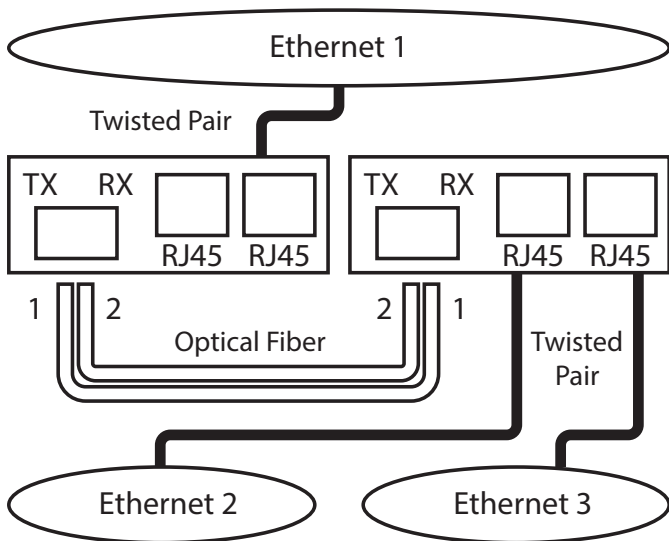 Ethernet 1
Twisted Pair
TX RX
RJ45 RJ45
TX RX
RJ45 RJ45
1 2
2 1
Optical Fiber
Twisted
Pair
Ethernet 2
Ethernet 3